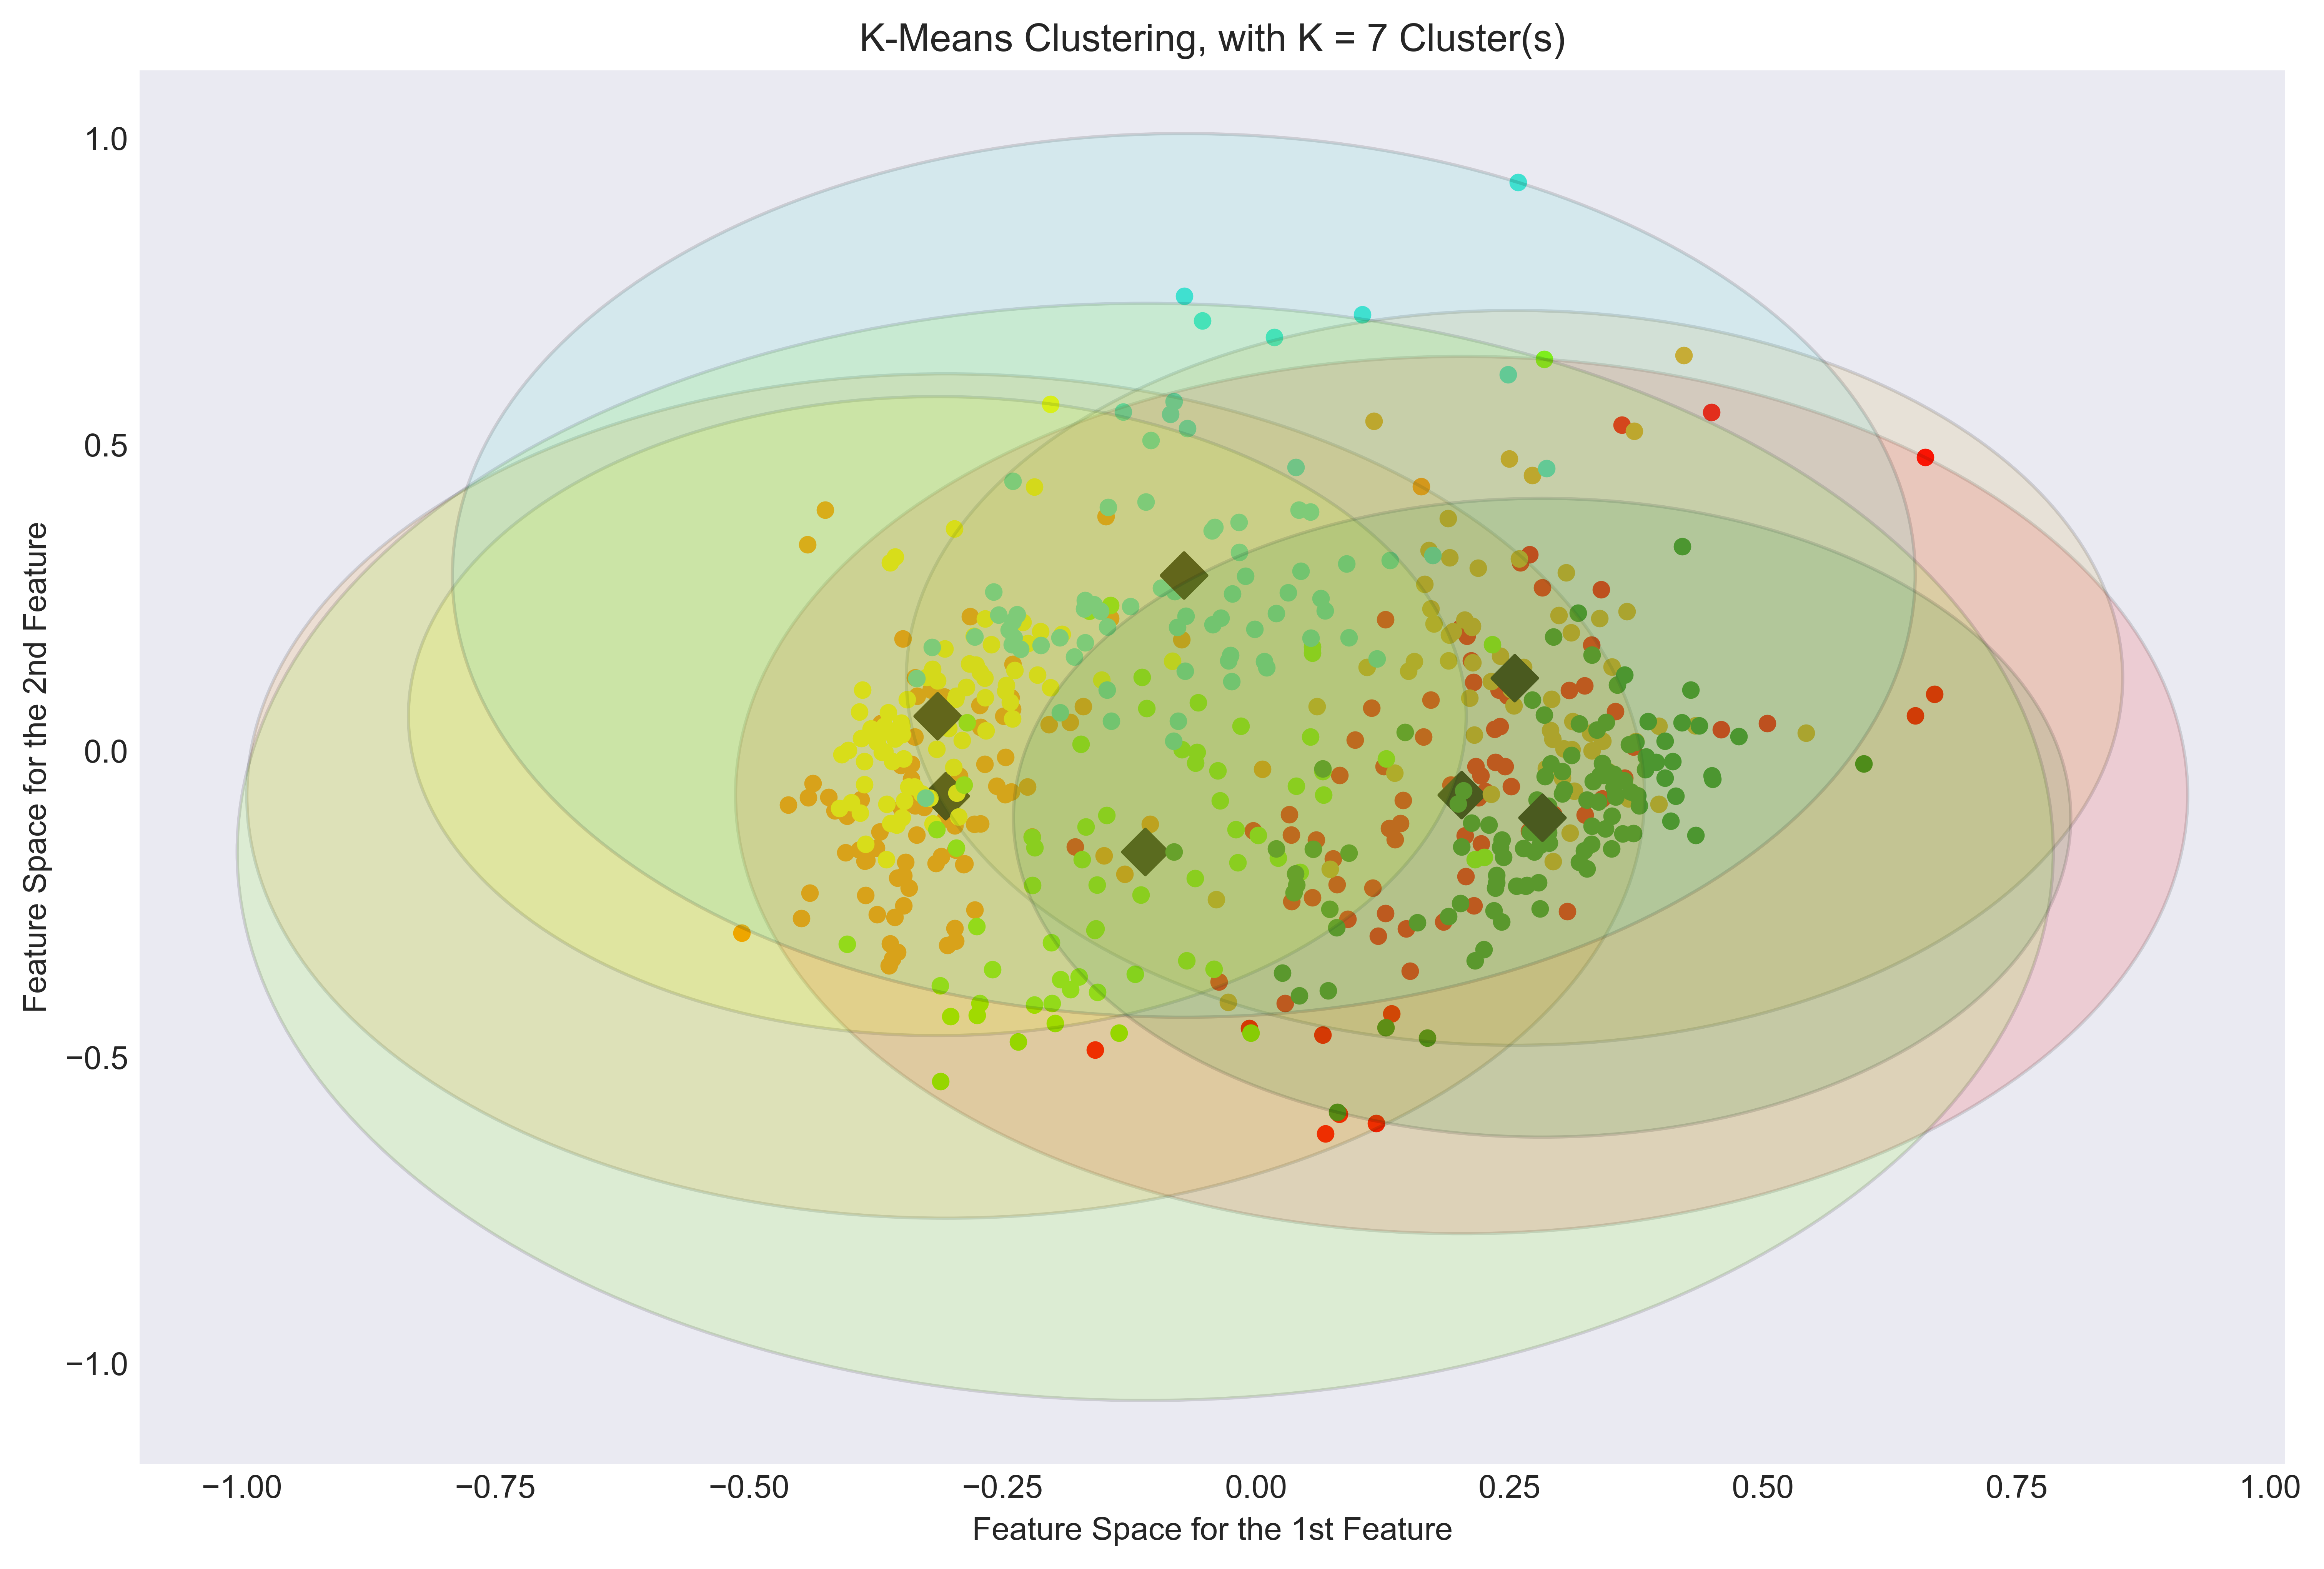 K-Means Clustering, with K = 7 Cluster(s)
1.0
0.5
0.0
−0.5
−1.0
Feature Space for the 2nd Feature
−1.00 −0.75 −0.50 −0.25 0.00 0.25 0.50 0.75 1.00
Feature Space for the 1st Feature